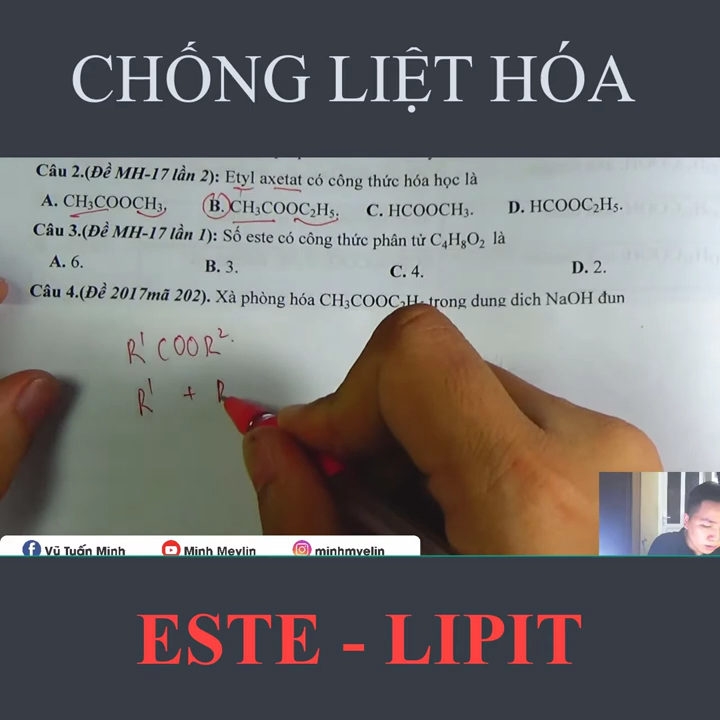 CHỐNG LIỆT HÓA
Câu 2.(Đề MH-17 lần 2): Etyl axetat có công thức hóa học là
A. CH₃COOCH₃. B. CH₃COOC₂H₅. C. HCOOCH₃. D. HCOOC₂H₅.
Câu 3.(Đề MH-17 lần 1): Số este có công thức phân tử C₄H₈O₂ là
A. 6. B. 3. C. 4. D. 2.
Câu 4.(Đề 2017mã 202). Xà phòng hóa CH₃COOC₂H₅ trong dung dịch NaOH đun
R¹COOR².
R¹ + R
Vũ Tuấn Minh Minh Meylin minhmyelin
ESTE - LIPIT